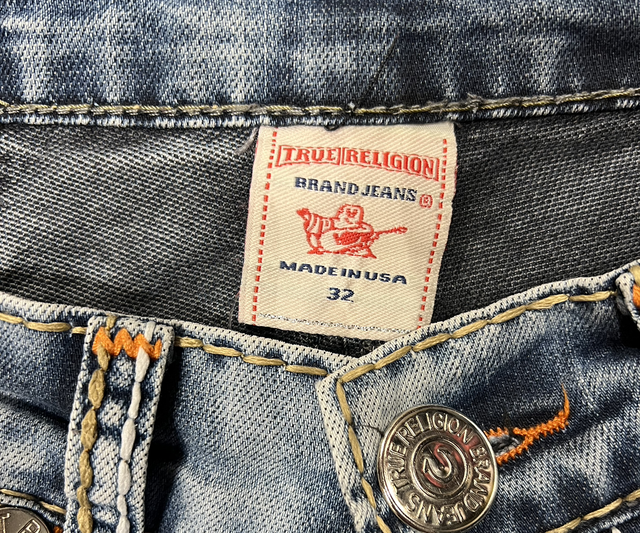 TRUE RELIGION
BRAND JEANS ®
MADE IN USA
32
TRUE RELIGION BRAND JEANS